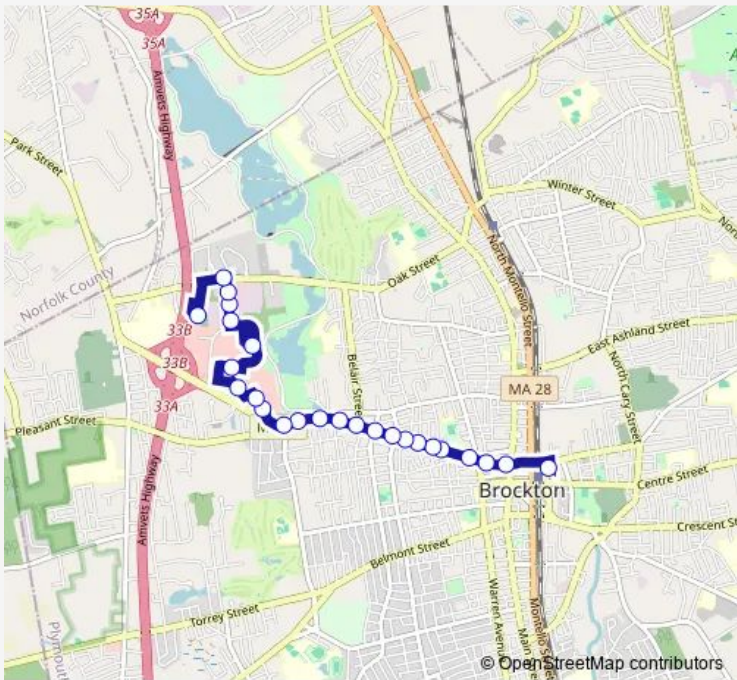 35A
35A
Amvets Highway
Park Street
Winter Street
North Montello Street
Oak Street
Norfolk County
33B
33B
33A
East Ashland Street
North Cary Street
Belair Street
MA 28
Pleasant Street
Brockton
Centre Street
Crescent Street
Amvets Highway
Belmont Street
Torrey Street
Warren Avenue
Main
Montello Street
© OpenStreetMap contributors